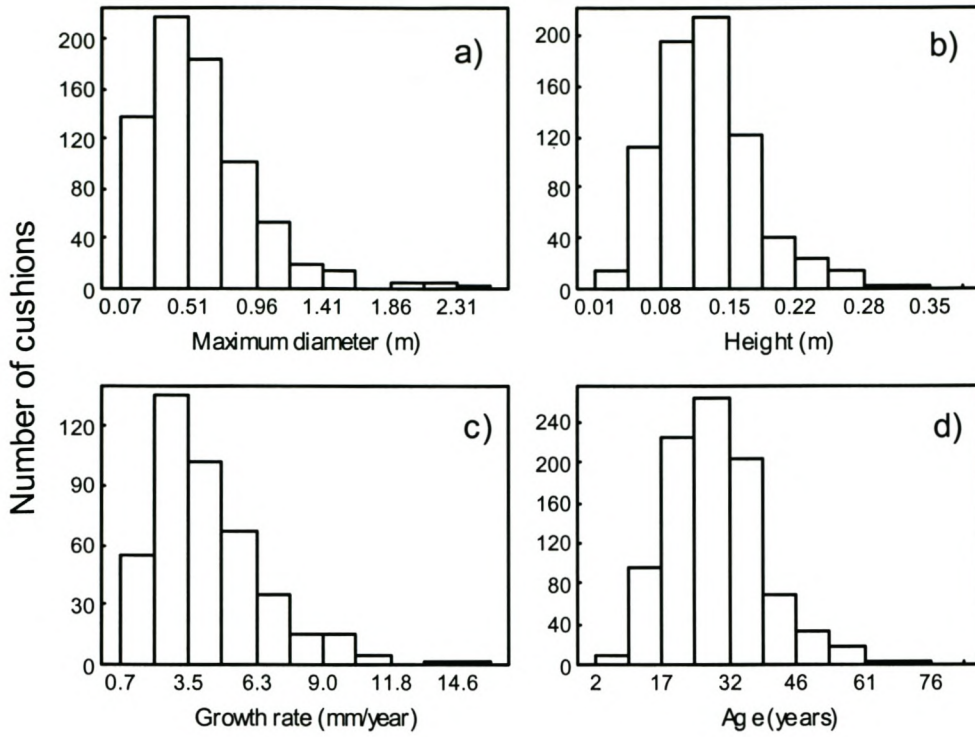 Number of cushions
a)
200
160
120
80
40
0
0.07 0.51 0.96 1.41 1.86 2.31
Maximum diameter (m)
b)
200
160
120
80
40
0
0.01 0.08 0.15 0.22 0.28 0.35
Height (m)
c)
120
90
60
30
0
0.7 3.5 6.3 9.0 11.8 14.6
Growth rate (mm/year)
d)
240
200
160
120
80
40
0
2 17 32 46 61 76
Age (years)